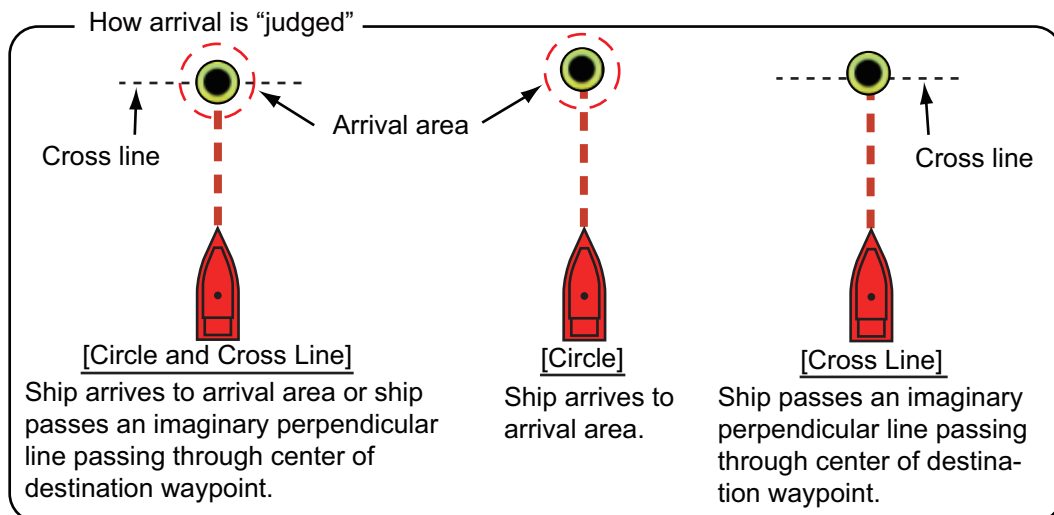 How arrival is “judged”
Cross line
Arrival area
Cross line
[Circle and Cross Line]
Ship arrives to arrival area or ship
passes an imaginary perpendicular
line passing through center of
destination waypoint.
[Circle]
Ship arrives to
arrival area.
[Cross Line]
Ship passes an imaginary
perpendicular line passing
through center of destina-
tion waypoint.